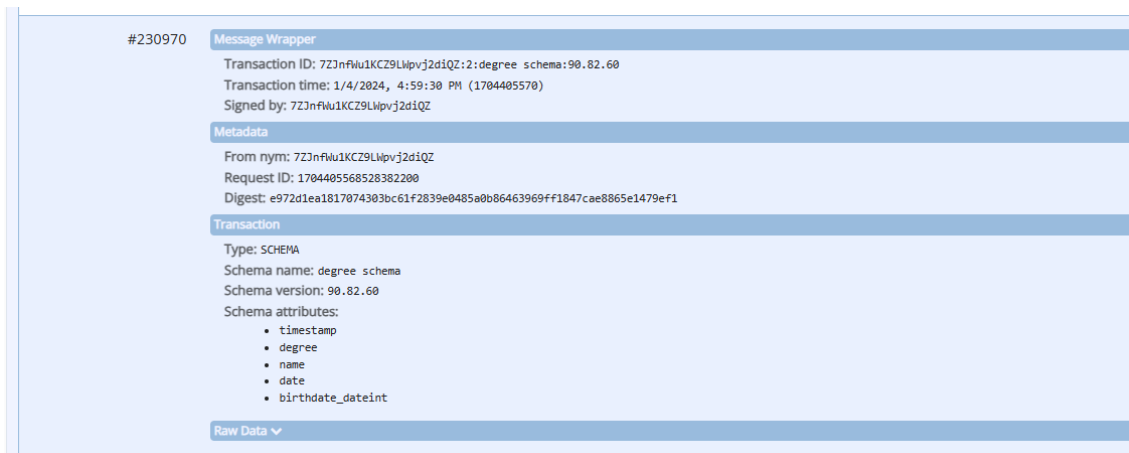 #230970
Message Wrapper
Transaction ID: 7ZJnfWu1KCZ9LWpvj2diQZ:2:degree schema:90.82.60
Transaction time: 1/4/2024, 4:59:30 PM (1704405570)
Signed by: 7ZJnfWu1KCZ9LWpvj2diQZ
Metadata
From nym: 7ZJnfWu1KCZ9LWpvj2diQZ
Request ID: 1704405568528382200
Digest: e972d1ea1817074303bc61f2839e0485a0b86463969ff1847cae8865e1479ef1
Transaction
Type: SCHEMA
Schema name: degree schema
Schema version: 90.82.60
Schema attributes:
• timestamp
• degree
• name
• date
• birthdate_dateint
Raw Data